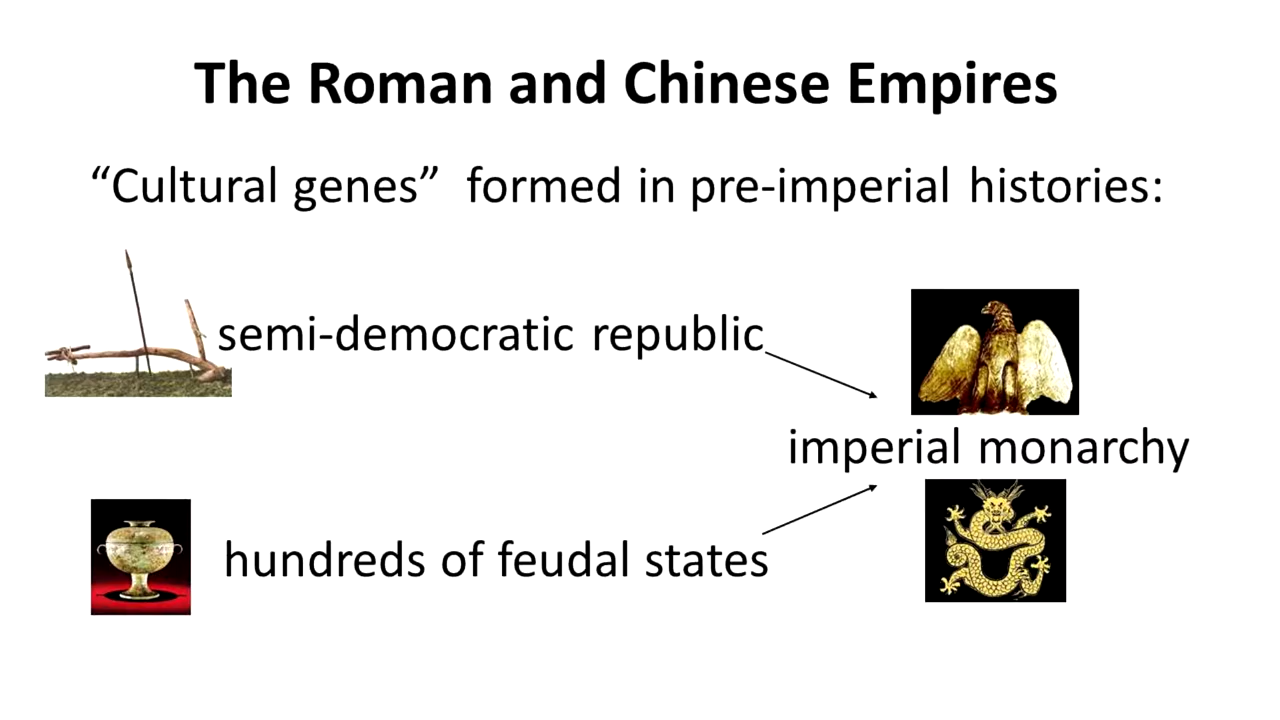 The Roman and Chinese Empires
“Cultural genes” formed in pre-imperial histories:
semi-democratic republic
imperial monarchy
hundreds of feudal states